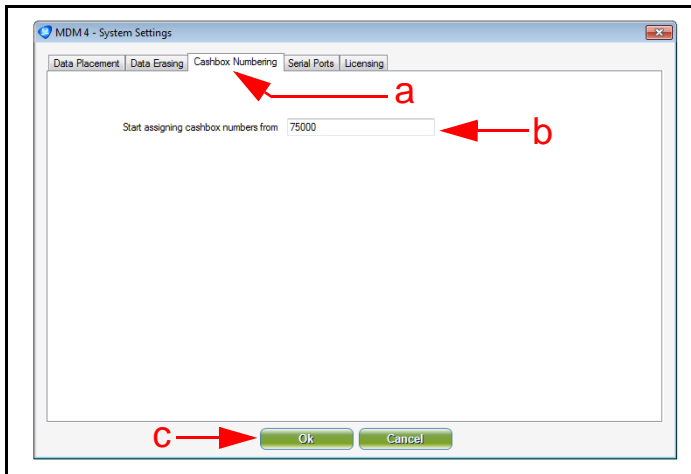 MDM 4 - System Settings
Data Placement Data Erasing Cashbox Numbering Serial Ports Licensing
a
Start assigning cashbox numbers from 75000
b
c Ok Cancel